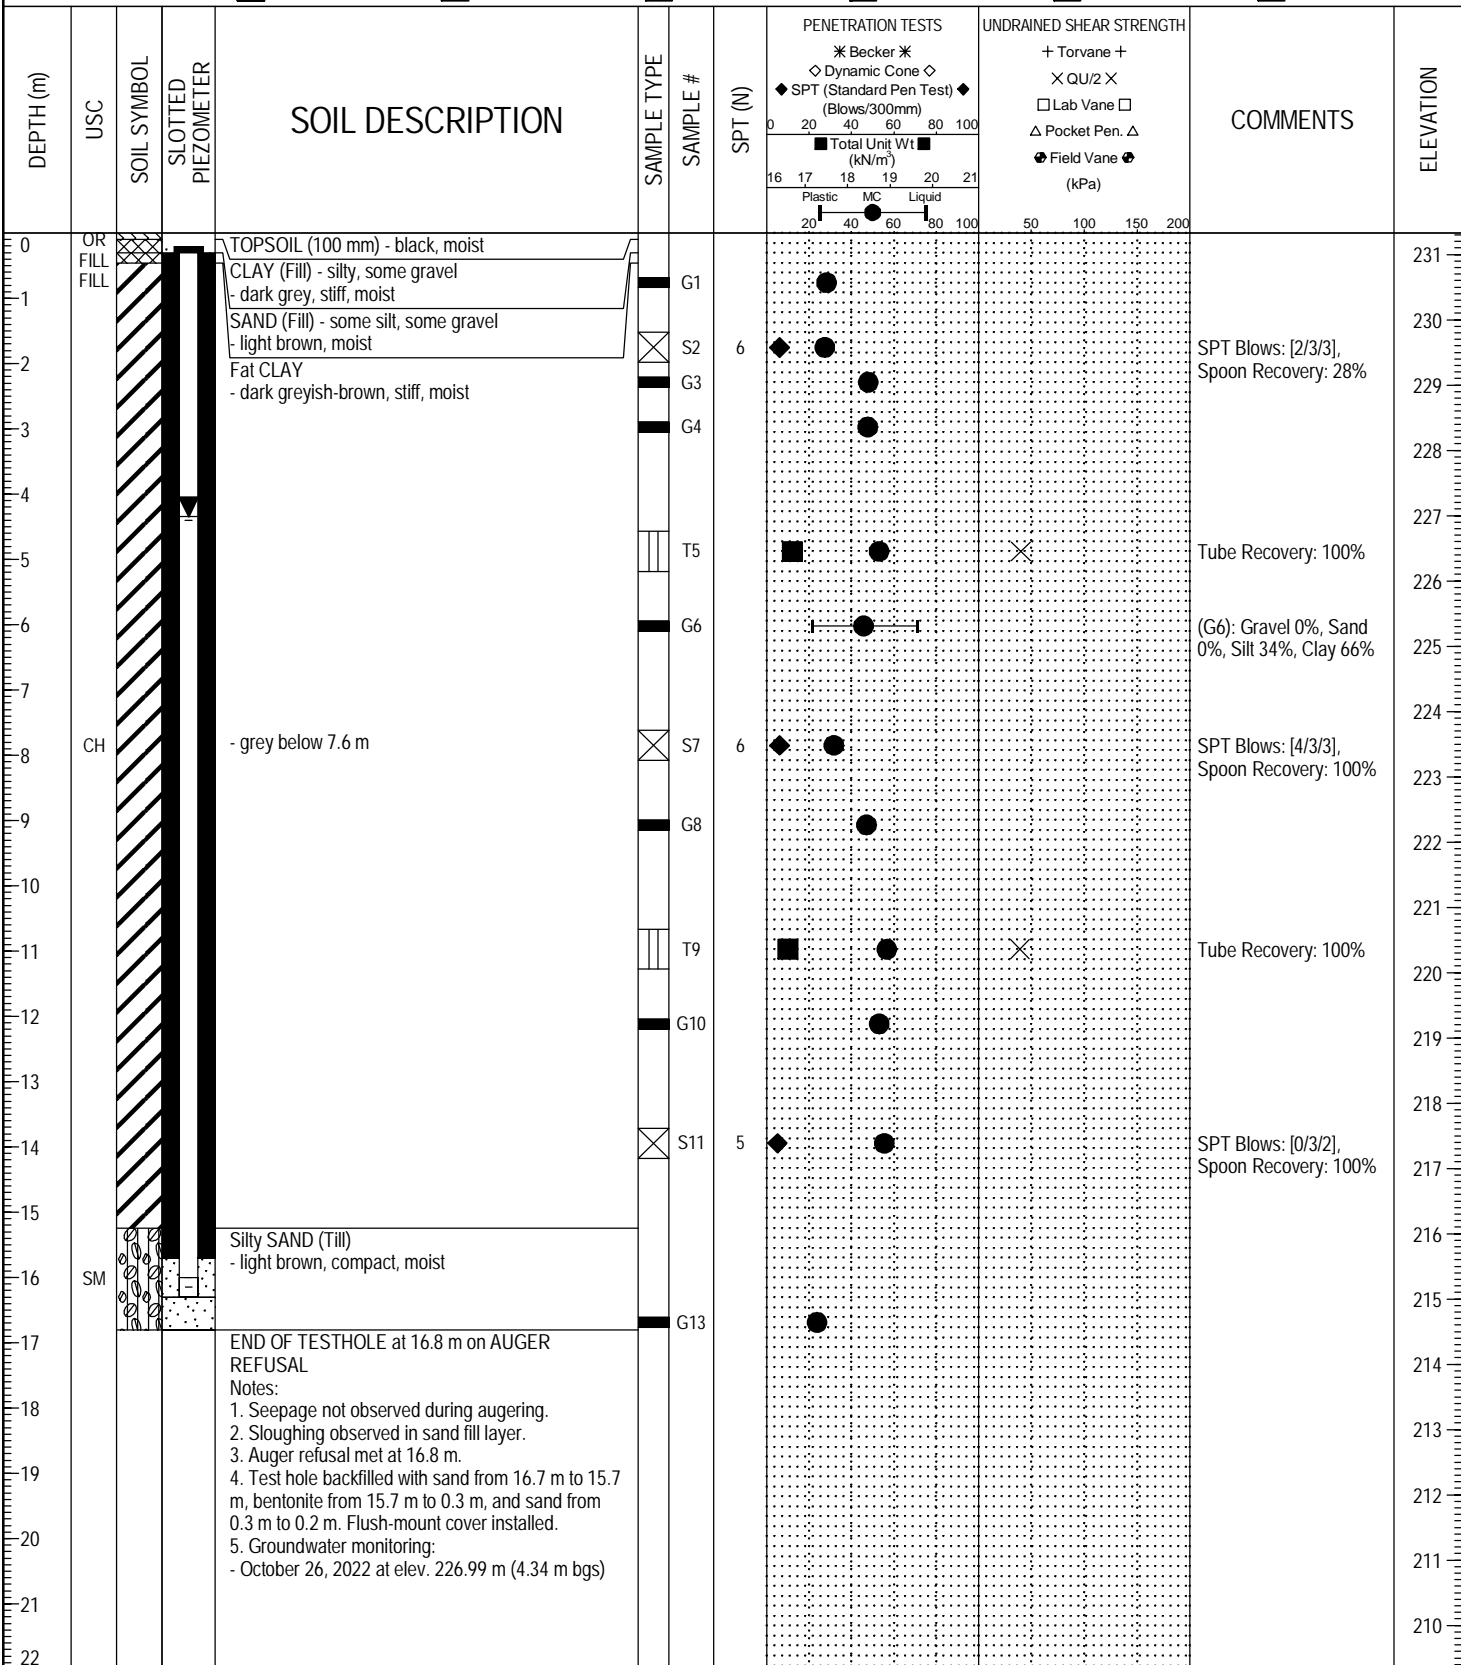 DEPTH (m)
USC
SOIL SYMBOL
SLOTTED
PIEZOMETER
SOIL DESCRIPTION
SAMPLE TYPE
SAMPLE #
SPT (N)
PENETRATION TESTS
✳ Becker ✳
◇ Dynamic Cone ◇
◆ SPT (Standard Pen Test) ◆
(Blows/300mm)
0 20 40 60 80 100
■ Total Unit Wt ■
(kN/m³)
16 17 18 19 20 21
Plastic MC Liquid
20 40 60 80 100
UNDRAINED SHEAR STRENGTH
+ Torvane +
× QU/2 ×
□ Lab Vane □
△ Pocket Pen. △
Field Vane
(kPa)
50 100 150 200
COMMENTS
ELEVATION
0
1
2
3
4
5
6
7
8
9
10
11
12
13
14
15
16
17
18
19
20
21
22
OR
FILL
FILL
CH
SM
TOPSOIL (100 mm) - black, moist
CLAY (Fill) - silty, some gravel
- dark grey, stiff, moist
SAND (Fill) - some silt, some gravel
- light brown, moist
Fat CLAY
- dark greyish-brown, stiff, moist
- grey below 7.6 m
Silty SAND (Till)
- light brown, compact, moist
END OF TESTHOLE at 16.8 m on AUGER
REFUSAL
Notes:
1. Seepage not observed during augering.
2. Sloughing observed in sand fill layer.
3. Auger refusal met at 16.8 m.
4. Test hole backfilled with sand from 16.7 m to 15.7
m, bentonite from 15.7 m to 0.3 m, and sand from
0.3 m to 0.2 m. Flush-mount cover installed.
5. Groundwater monitoring:
- October 26, 2022 at elev. 226.99 m (4.34 m bgs)
G1
S2
G3
G4
T5
G6
S7
G8
T9
G10
S11
G13
6
6
5
SPT Blows: [2/3/3],
Spoon Recovery: 28%
Tube Recovery: 100%
(G6): Gravel 0%, Sand
0%, Silt 34%, Clay 66%
SPT Blows: [4/3/3],
Spoon Recovery: 100%
Tube Recovery: 100%
SPT Blows: [0/3/2],
Spoon Recovery: 100%
231
230
229
228
227
226
225
224
223
222
221
220
219
218
217
216
215
214
213
212
211
210